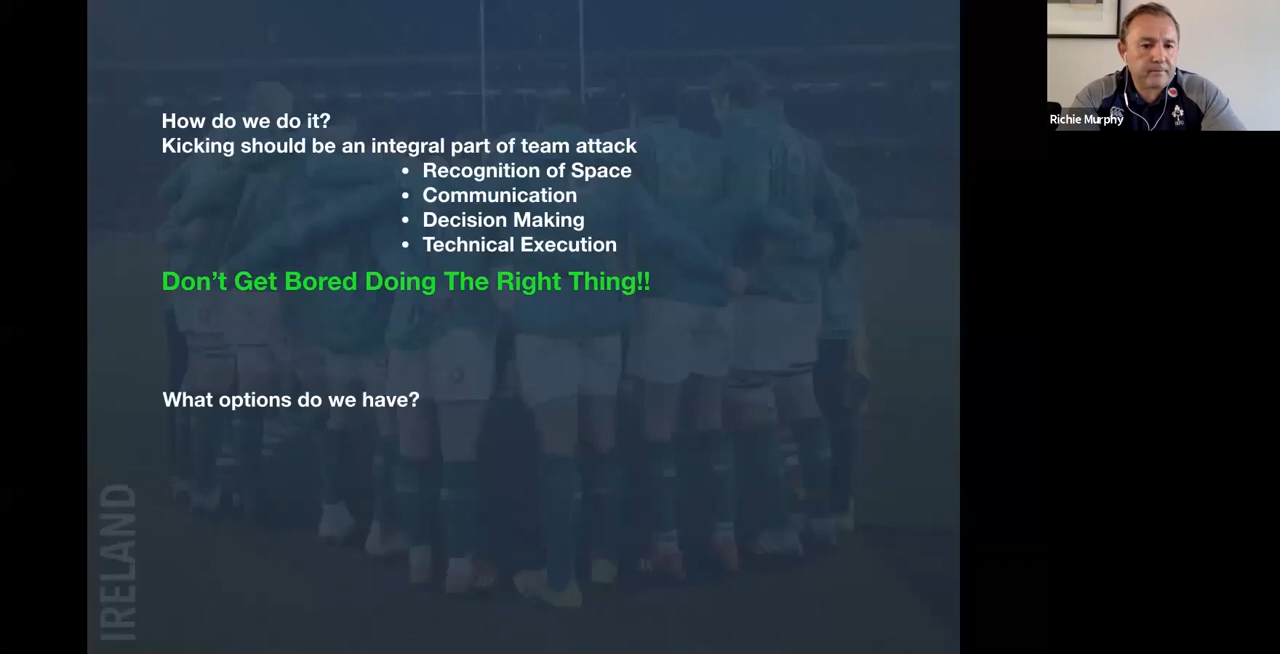 How do we do it?
Kicking should be an integral part of team attack
• Recognition of Space
• Communication
• Decision Making
• Technical Execution
Don't Get Bored Doing The Right Thing!!
What options do we have?
IRELAND
Richie Murphy